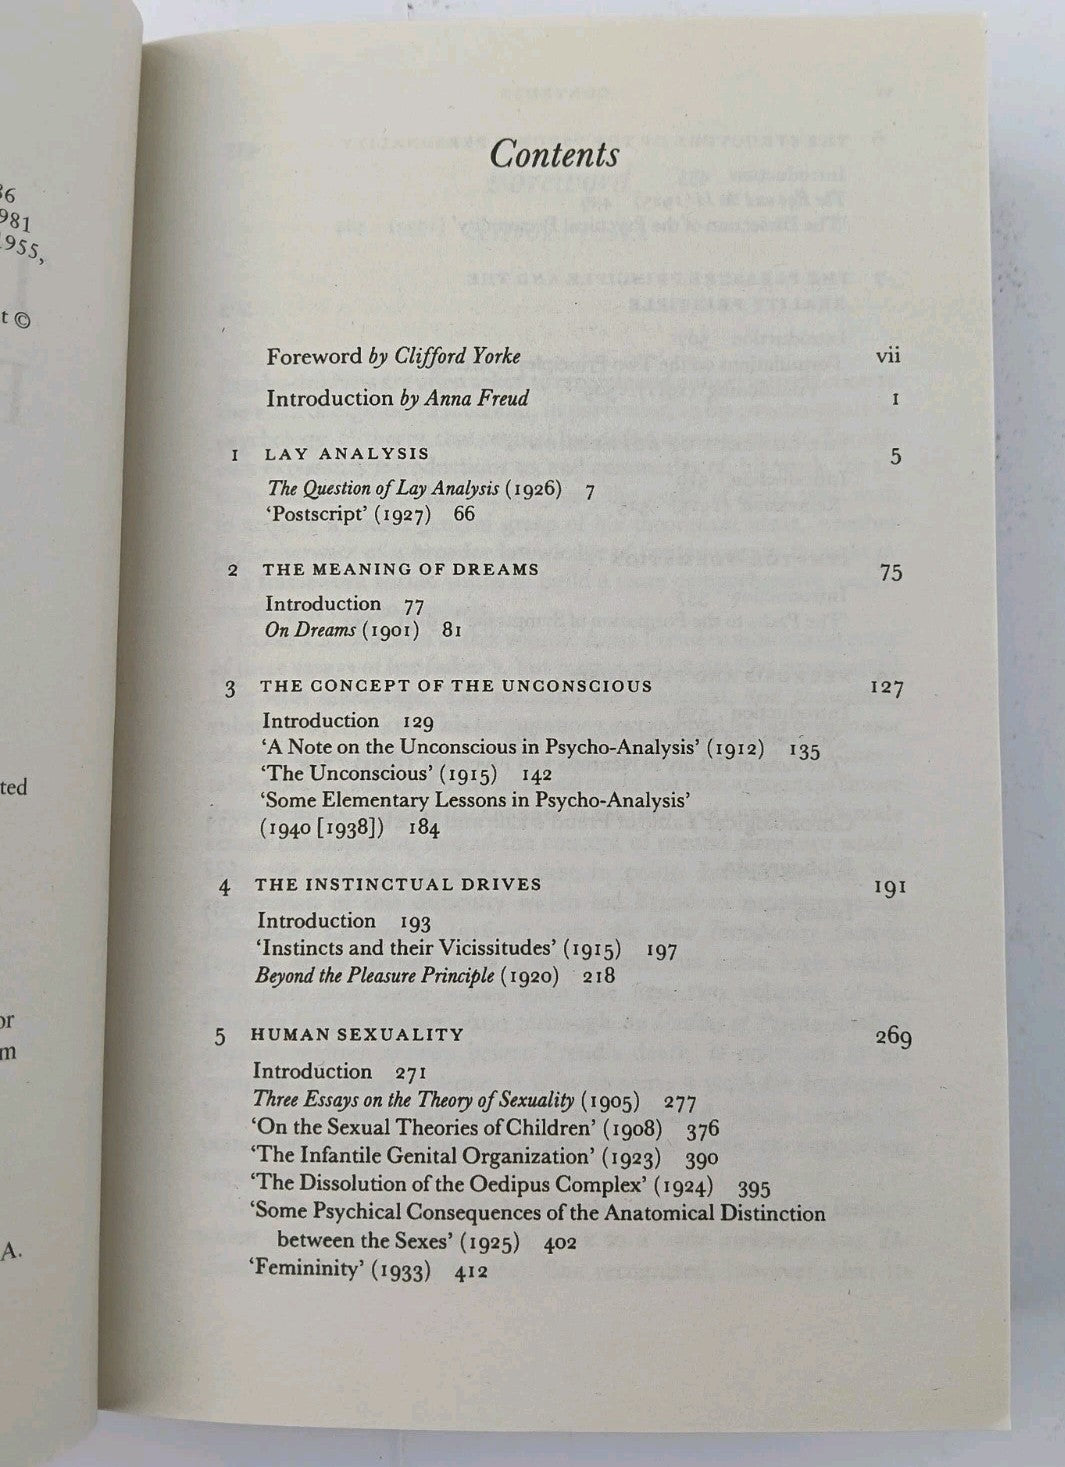 36
981
1955,
t ©
ted
or
m
A.
Contents
Foreword by Clifford Yorke vii
Introduction by Anna Freud 1
1 LAY ANALYSIS 5
The Question of Lay Analysis (1926) 7
‘Postscript’ (1927) 66
2 THE MEANING OF DREAMS 75
Introduction 77
On Dreams (1901) 81
3 THE CONCEPT OF THE UNCONSCIOUS 127
Introduction 129
‘A Note on the Unconscious in Psycho-Analysis’ (1912) 135
‘The Unconscious’ (1915) 142
‘Some Elementary Lessons in Psycho-Analysis’
(1940 [1938]) 184
4 THE INSTINCTUAL DRIVES 191
Introduction 193
‘Instincts and their Vicissitudes’ (1915) 197
Beyond the Pleasure Principle (1920) 218
5 HUMAN SEXUALITY 269
Introduction 271
Three Essays on the Theory of Sexuality (1905) 277
‘On the Sexual Theories of Children’ (1908) 376
‘The Infantile Genital Organization’ (1923) 390
‘The Dissolution of the Oedipus Complex’ (1924) 395
‘Some Psychical Consequences of the Anatomical Distinction
between the Sexes’ (1925) 402
‘Femininity’ (1933) 412